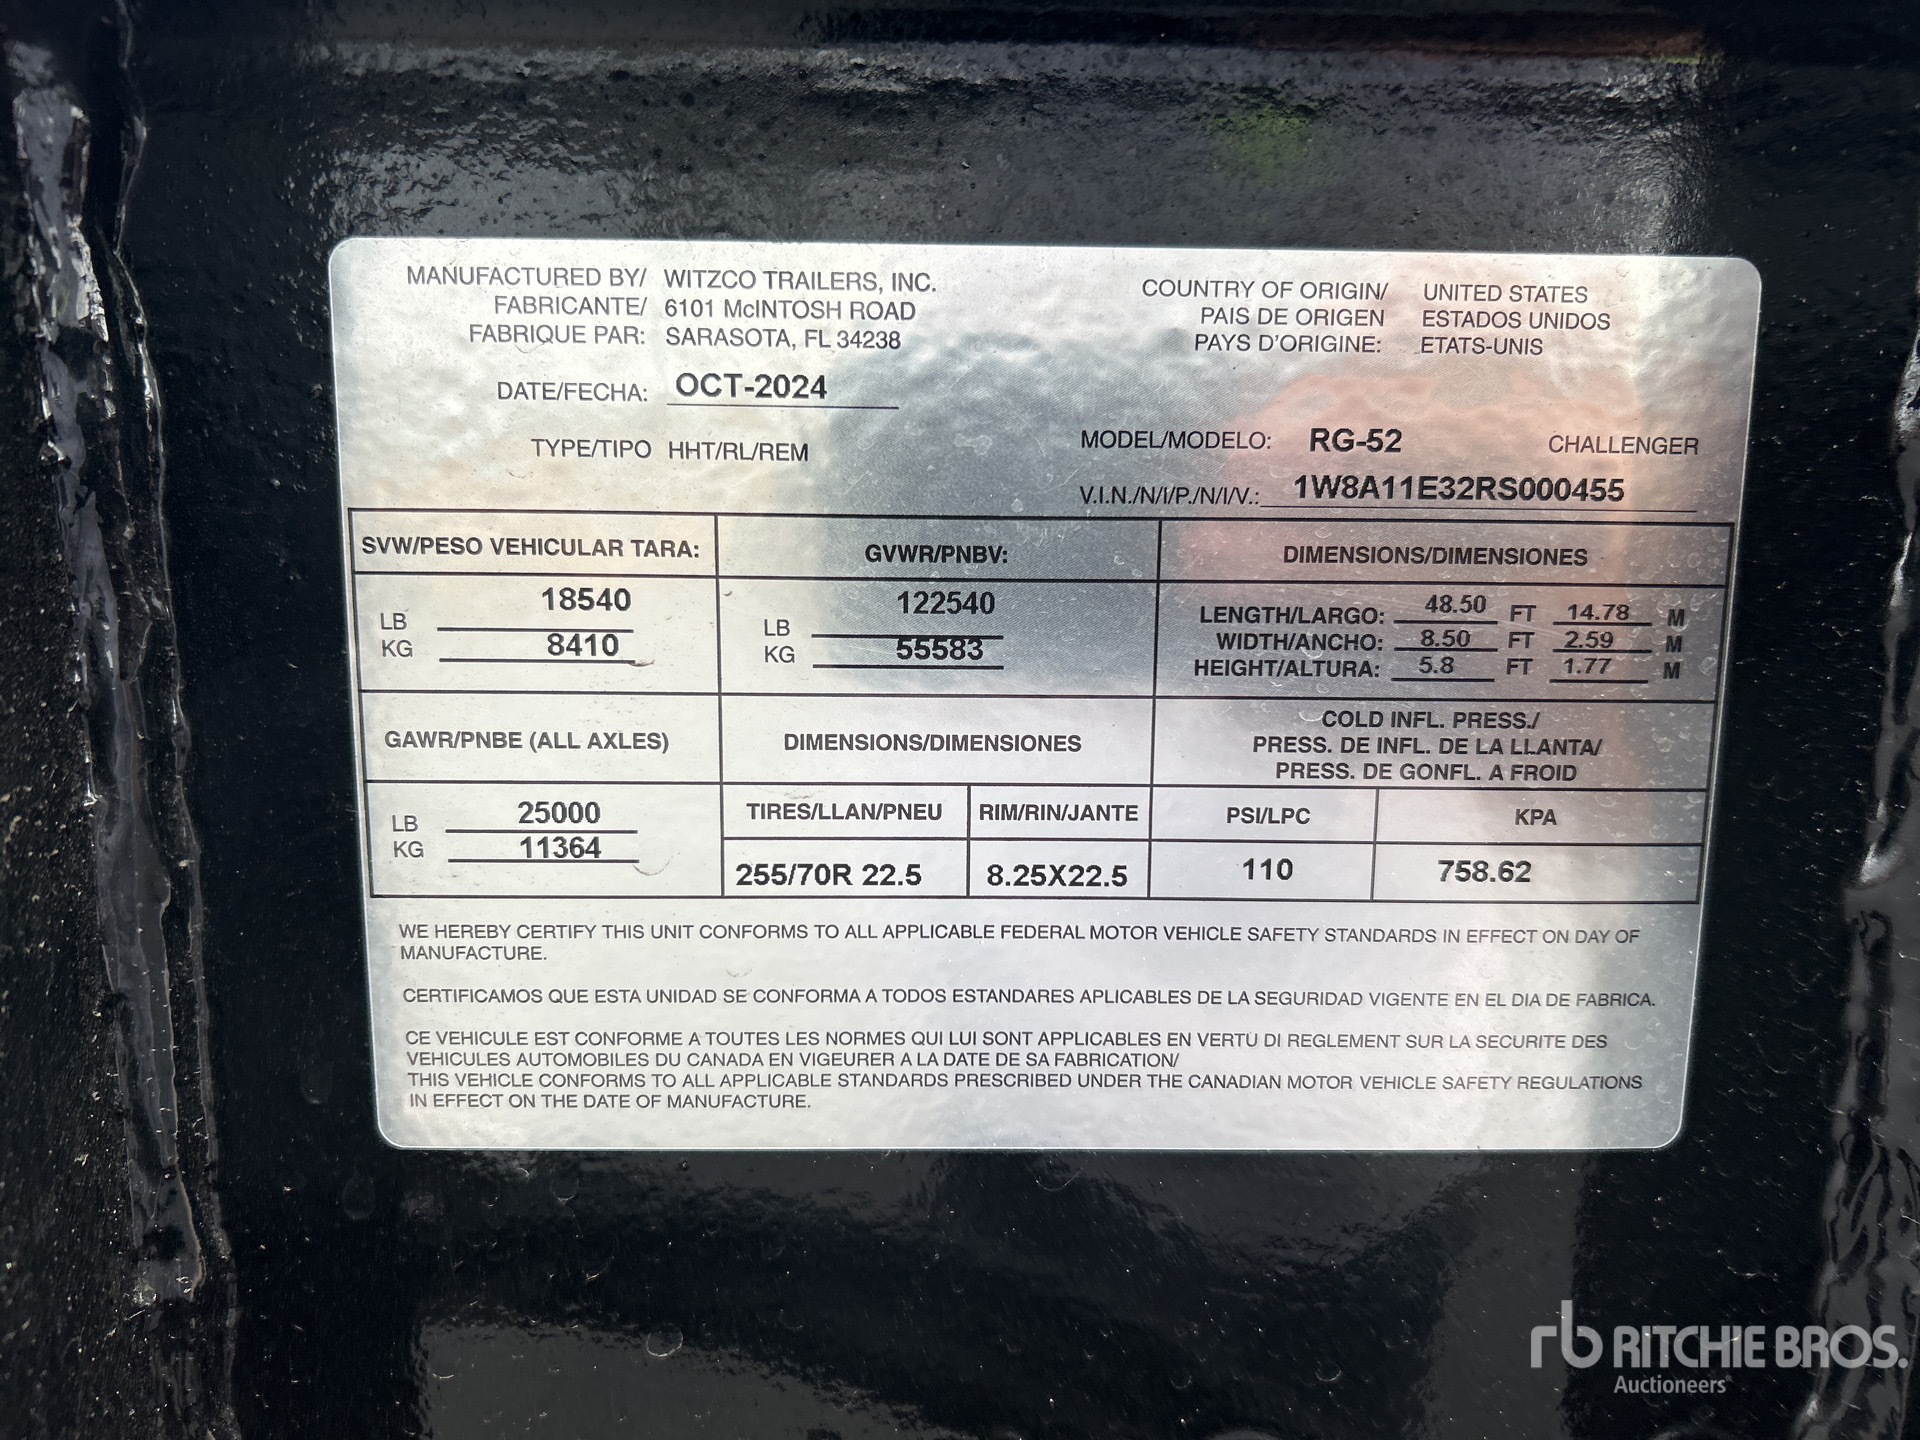 MANUFACTURED BY/ WITZCO TRAILERS, INC.
FABRICANTE/ 6101 McINTOSH ROAD
FABRIQUE PAR: SARASOTA, FL 34238
COUNTRY OF ORIGIN/ UNITED STATES
PAIS DE ORIGEN ESTADOS UNIDOS
PAYS D'ORIGINE: ETATS-UNIS
DATE/FECHA: OCT-2024
TYPE/TIPO HHT/RL/REM
MODEL/MODELO: RG-52 CHALLENGER
V.I.N./N/I/P./N/I/V.: 1W8A11E32RS000455
SVW/PESO VEHICULAR TARA: GVWR/PNBV: DIMENSIONS/DIMENSIONES
LB 18540
KG 8410
LB 122540
KG 55583
LENGTH/LARGO: 48.50 FT 14.78 M
WIDTH/ANCHO: 8.50 FT 2.59 M
HEIGHT/ALTURA: 5.8 FT 1.77 M
GAWR/PNBE (ALL AXLES) DIMENSIONS/DIMENSIONES
COLD INFL. PRESS./
PRESS. DE INFL. DE LA LLANTA/
PRESS. DE GONFL. A FROID
LB 25000
KG 11364
TIRES/LLAN/PNEU RIM/RIN/JANTE PSI/LPC KPA
255/70R 22.5 8.25X22.5 110 758.62
WE HEREBY CERTIFY THIS UNIT CONFORMS TO ALL APPLICABLE FEDERAL MOTOR VEHICLE SAFETY STANDARDS IN EFFECT ON DAY OF
MANUFACTURE.
CERTIFICAMOS QUE ESTA UNIDAD SE CONFORMA A TODOS ESTANDARES APLICABLES DE LA SEGURIDAD VIGENTE EN EL DIA DE FABRICA.
CE VEHICULE EST CONFORME A TOUTES LES NORMES QUI LUI SONT APPLICABLES EN VERTU DI REGLEMENT SUR LA SECURITE DES
VEHICULES AUTOMOBILES DU CANADA EN VIGEURER A LA DATE DE SA FABRICATION/
THIS VEHICLE CONFORMS TO ALL APPLICABLE STANDARDS PRESCRIBED UNDER THE CANADIAN MOTOR VEHICLE SAFETY REGULATIONS
IN EFFECT ON THE DATE OF MANUFACTURE.
rb RITCHIE BROS.
Auctioneers